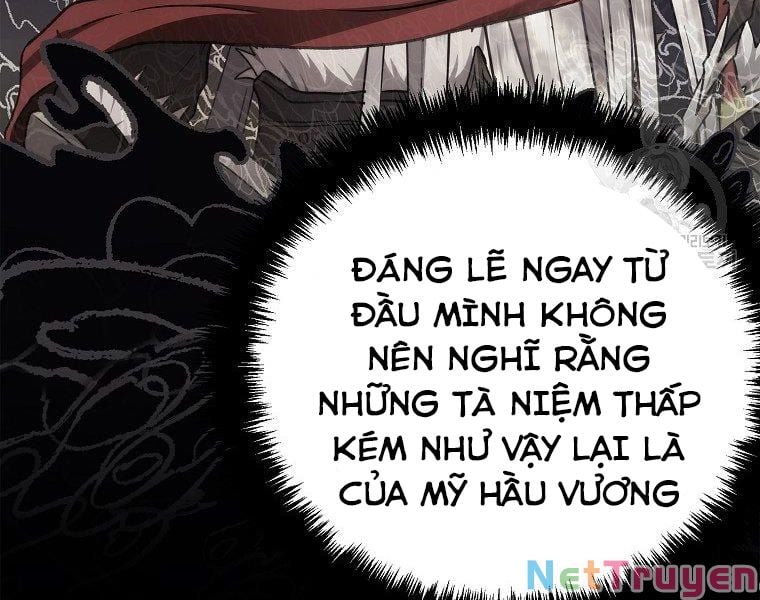 ĐÁNG LẼ NGAY TỪ
ĐẦU MÌNH KHÔNG
NÊN NGHĨ RẰNG
NHỮNG TÀ NIỆM THẤP
KÉM NHƯ VẬY LẠI LÀ
CỦA MỸ HẦU VƯƠNG
NetTruyen